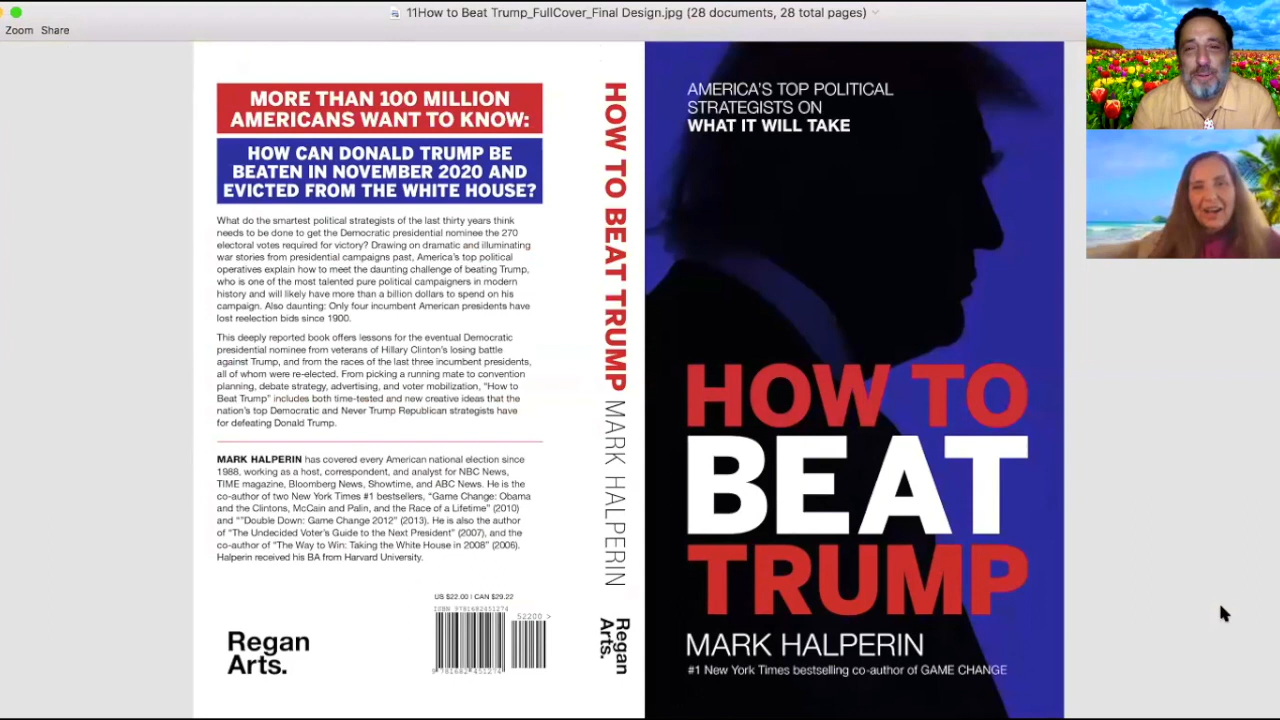 11How to Beat Trump_FullCover_Final Design.jpg (28 documents, 28 total pages)
Zoom Share
MORE THAN 100 MILLION
AMERICANS WANT TO KNOW:
HOW CAN DONALD TRUMP BE
BEATEN IN NOVEMBER 2020 AND
EVICTED FROM THE WHITE HOUSE?
What do the smartest political strategists of the last thirty years think
needs to be done to get the Democratic presidential nominee the 270
electoral votes required for victory? Drawing on dramatic and illuminating
war stories from presidential campaigns past, America's top political
operatives explain how to meet the daunting challenge of beating Trump,
who is one of the most talented pure political campaigners in modern
history and will likely have more than a billion dollars to spend on his
campaign. Also daunting: Only four incumbent American presidents have
lost reelection bids since 1900.
This deeply reported book offers lessons for the eventual Democratic
presidential nominee from veterans of Hillary Clinton's losing battle
against Trump, and from the races of the last three incumbent presidents,
all of whom were re-elected. From picking a running mate to convention
planning, debate strategy, advertising, and voter mobilization, "How to
Beat Trump" includes both time-tested and new creative ideas that the
nation's top Democratic and Never Trump Republican strategists have
for defeating Donald Trump.
MARK HALPERIN has covered every American national election since
1988, working as a host, correspondent, and analyst for NBC News,
TIME magazine, Bloomberg News, Showtime, and ABC News. He is the
co-author of two New York Times #1 bestsellers, "Game Change: Obama
and the Clintons, McCain and Palin, and the Race of a Lifetime" (2010)
and ""Double Down: Game Change 2012" (2013). He is also the author
of "The Undecided Voter's Guide to the Next President" (2007), and the
co-author of "The Way to Win: Taking the White House in 2008" (2006).
Halperin received his BA from Harvard University.
US $22.00 | CAN $29.22
ISBN 9781682451274
52200 >
9 781682 451274
Regan
Arts.
HOW TO BEAT TRUMP MARK HALPERIN
Regan
Arts.
AMERICA'S TOP POLITICAL
STRATEGISTS ON
WHAT IT WILL TAKE
HOW TO
BEAT
TRUMP
MARK HALPERIN
#1 New York Times bestselling co-author of GAME CHANGE